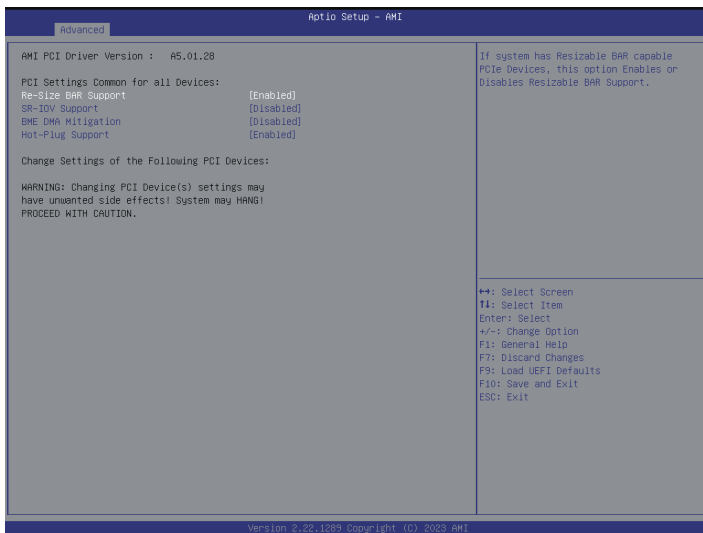 Aptio Setup – AMI
Advanced
AMI PCI Driver Version : A5.01.28
PCI Settings Common for all Devices:
Re-Size BAR Support [Enabled]
SR-IOV Support [Disabled]
BME DMA Mitigation [Disabled]
Hot-Plug Support [Enabled]
Change Settings of the Following PCI Devices:
WARNING: Changing PCI Device(s) settings may
have unwanted side effects! System may HANG!
PROCEED WITH CAUTION.
If system has Resizable BAR capable
PCIe Devices, this option Enables or
Disables Resizable BAR Support.
↔: Select Screen
↑↓: Select Item
Enter: Select
+/-: Change Option
F1: General Help
F7: Discard Changes
F9: Load UEFI Defaults
F10: Save and Exit
ESC: Exit
Version 2.22.1289 Copyright (C) 2023 AMI